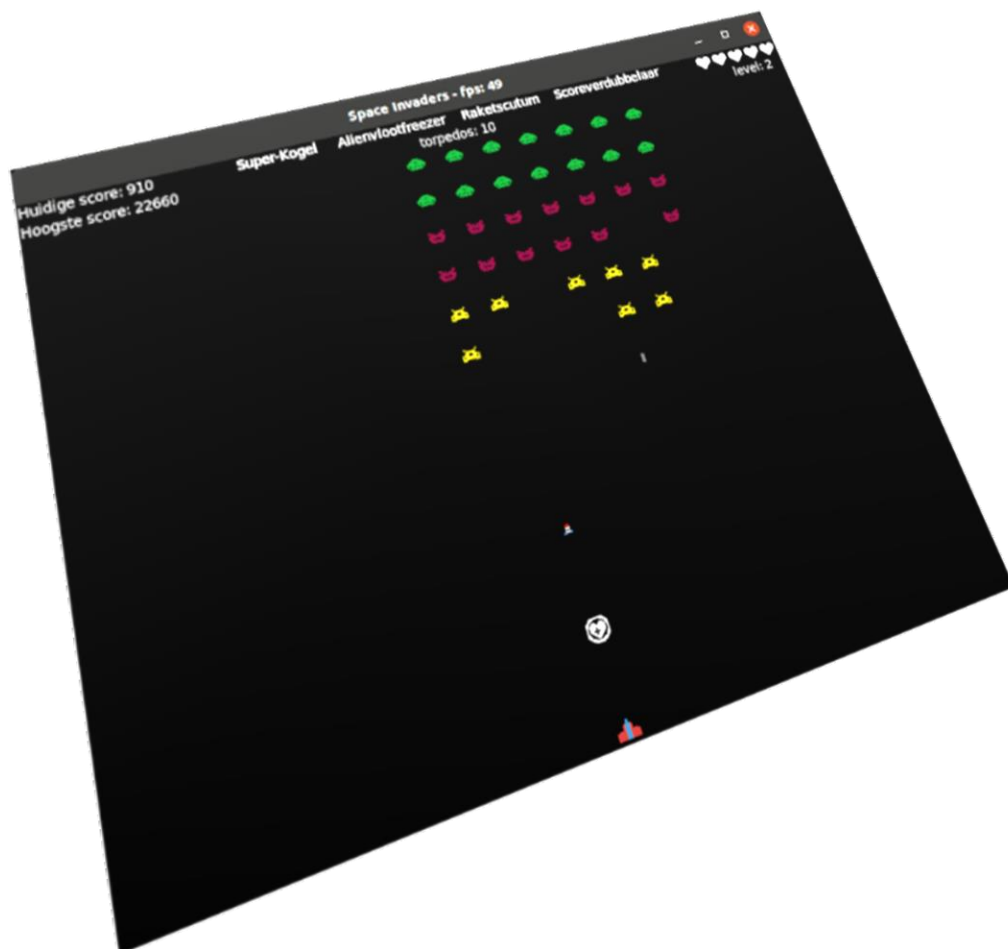 Space Invaders - fps: 49
Super-Kogel Alienvlootfreezer Raketscutum Scoreverdubbelaar
torpedos: 10
level: 2
Huidige score: 910
Hoogste score: 22660